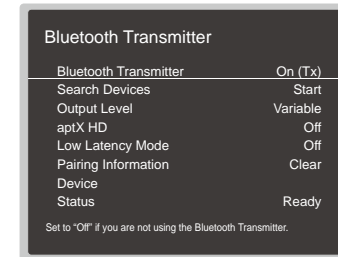 Bluetooth Transmitter
Bluetooth Transmitter On (Tx)
Search Devices Start
Output Level Variable
aptX HD Off
Low Latency Mode Off
Pairing Information Clear
Device
Status Ready
Set to “Off” if you are not using the Bluetooth Transmitter.